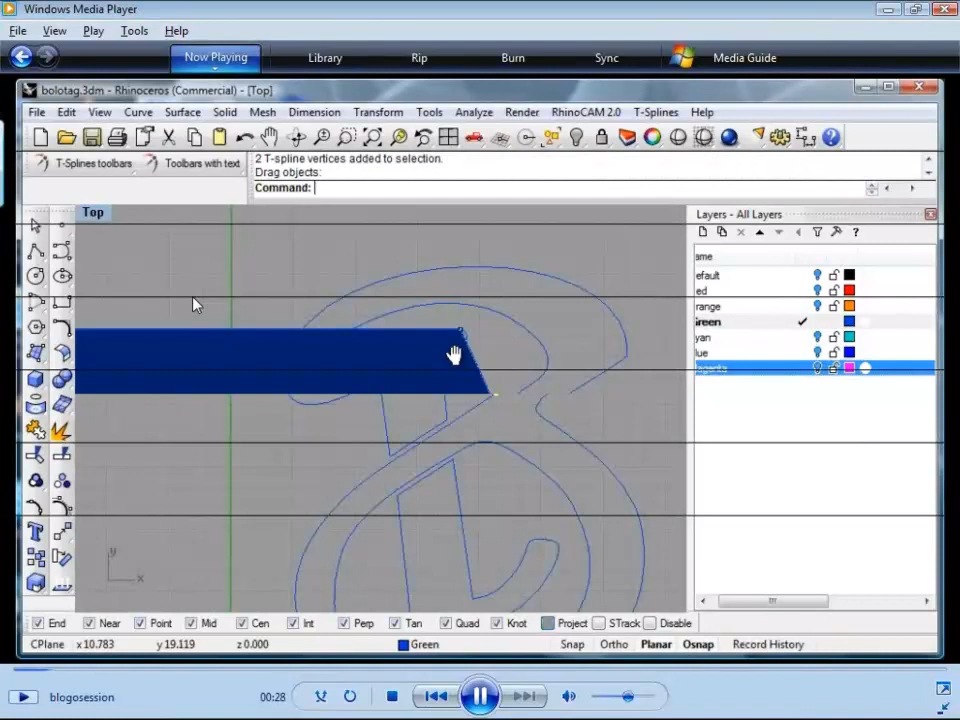 Windows Media Player
File View Play Tools Help
Now Playing Library Rip Burn Sync Media Guide
bolotag.3dm - Rhinoceros (Commercial) - [Top]
File Edit View Curve Surface Solid Mesh Dimension Transform Tools Analyze Render RhinoCAM 2.0 T-Splines Help
T-Splines toolbars Toolbars with text
2 T-spline vertices added to selection.
Drag objects:
Command:
Top
Layers - All Layers
ame
efault
ed
range
ireen
yan
lue
agenta
y
x
End Near Point Mid Cen Int Perp Tan Quad Knot Project STrack Disable
CPlane x 10.783 y 19.119 z 0.000 Green Snap Ortho Planar Osnap Record History
blogosession 00:28